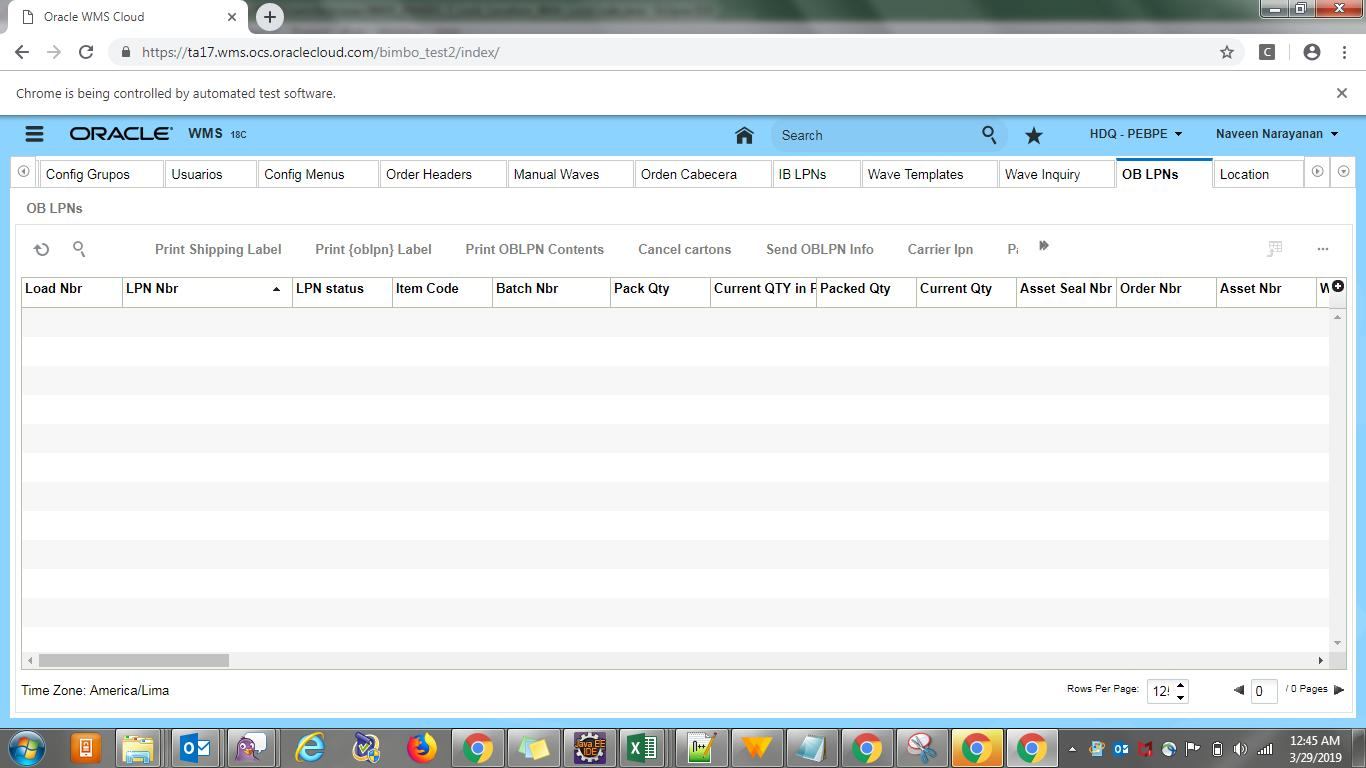 Oracle WMS Cloud
https://ta17.wms.ocs.oraclecloud.com/bimbo_test2/index/
C
Chrome is being controlled by automated test software.
ORACLE WMS 18C
Search
HDQ - PEBPE
Naveen Narayanan
Config Grupos
Usuarios
Config Menus
Order Headers
Manual Waves
Orden Cabecera
IB LPNs
Wave Templates
Wave Inquiry
OB LPNs
Location
OB LPNs
Print Shipping Label
Print {oblpn} Label
Print OBLPN Contents
Cancel cartons
Send OBLPN Info
Carrier lpn
Load Nbr
LPN Nbr
LPN status
Item Code
Batch Nbr
Pack Qty
Current QTY in
Packed Qty
Current Qty
Asset Seal Nbr
Order Nbr
Asset Nbr
Time Zone: America/Lima
Rows Per Page:
0
/ 0 Pages
Java EE
IDE
12:45 AM
3/29/2019